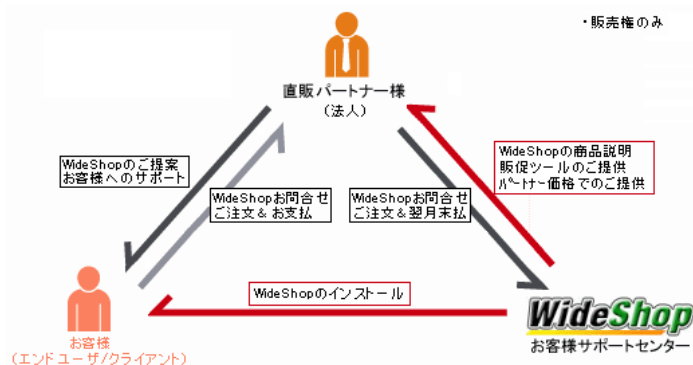 ・販売権のみ
直販パートナー様
(法人)
WideShopのご提案
お客様へのサポート
WideShopお問合せ
ご注文＆お支払
WideShopお問合せ
ご注文＆翌月末払
WideShopの商品説明
販促ツールのご提供
パートナー価格でのご提供
WideShopのインストール
お客様
(エンドユーザ/クライアント)
WideShop
お客様サポートセンター